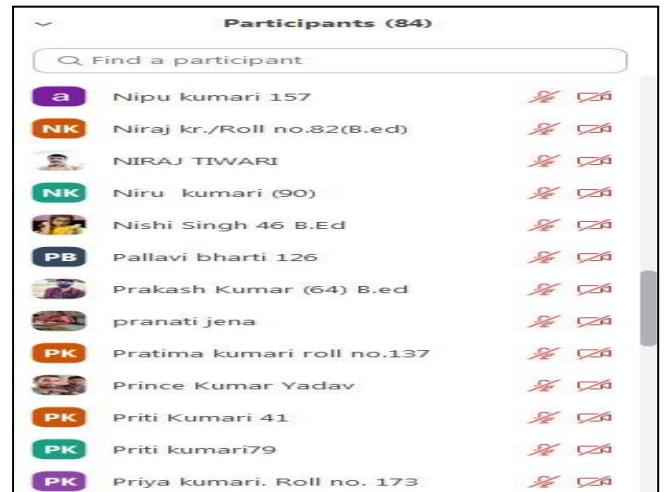 Participants (84)
Find a participant
a Nipu kumari 157
NK Niraj kr./Roll no.82(B.ed)
NIRAJ TIWARI
NK Niru kumari (90)
Nishi Singh 46 B.Ed
PB Pallavi bharti 126
Prakash Kumar (64) B.ed
pranati jena
PK Pratima kumari roll no.137
Prince Kumar Yadav
PK Priti Kumari 41
PK Priti kumari79
PK Priya kumari. Roll no. 173